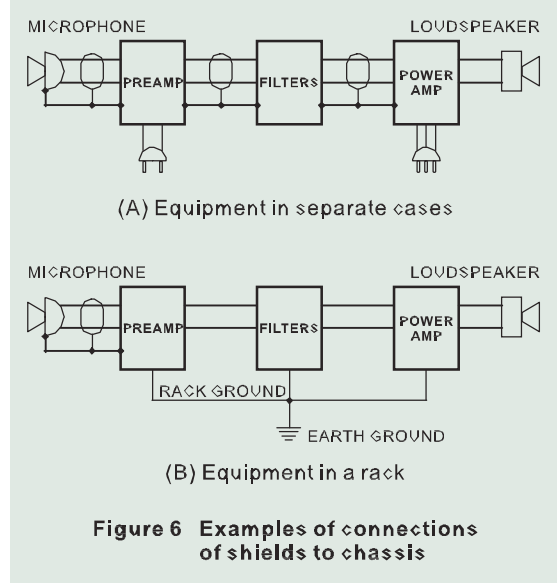 MICROPHONE LOUDSPEAKER
PREAMP FILTERS POWER
AMP
(A) Equipment in separate cases
MICROPHONE LOUDSPEAKER
PREAMP FILTERS POWER
AMP
RACK GROUND
EARTH GROUND
(B) Equipment in a rack
Figure 6 Examples of connections
of shields to chassis